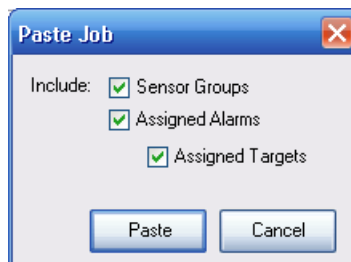 Paste Job
Include: Sensor Groups
Assigned Alarms
Assigned Targets
Paste Cancel